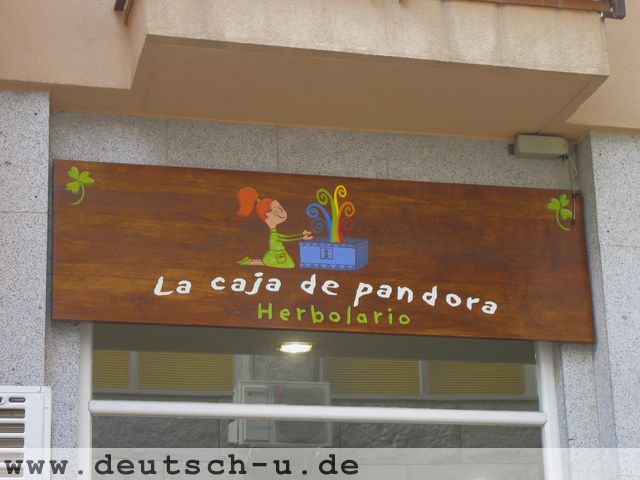 La caja de pandora
Herbolario
www.deutsch-u.de